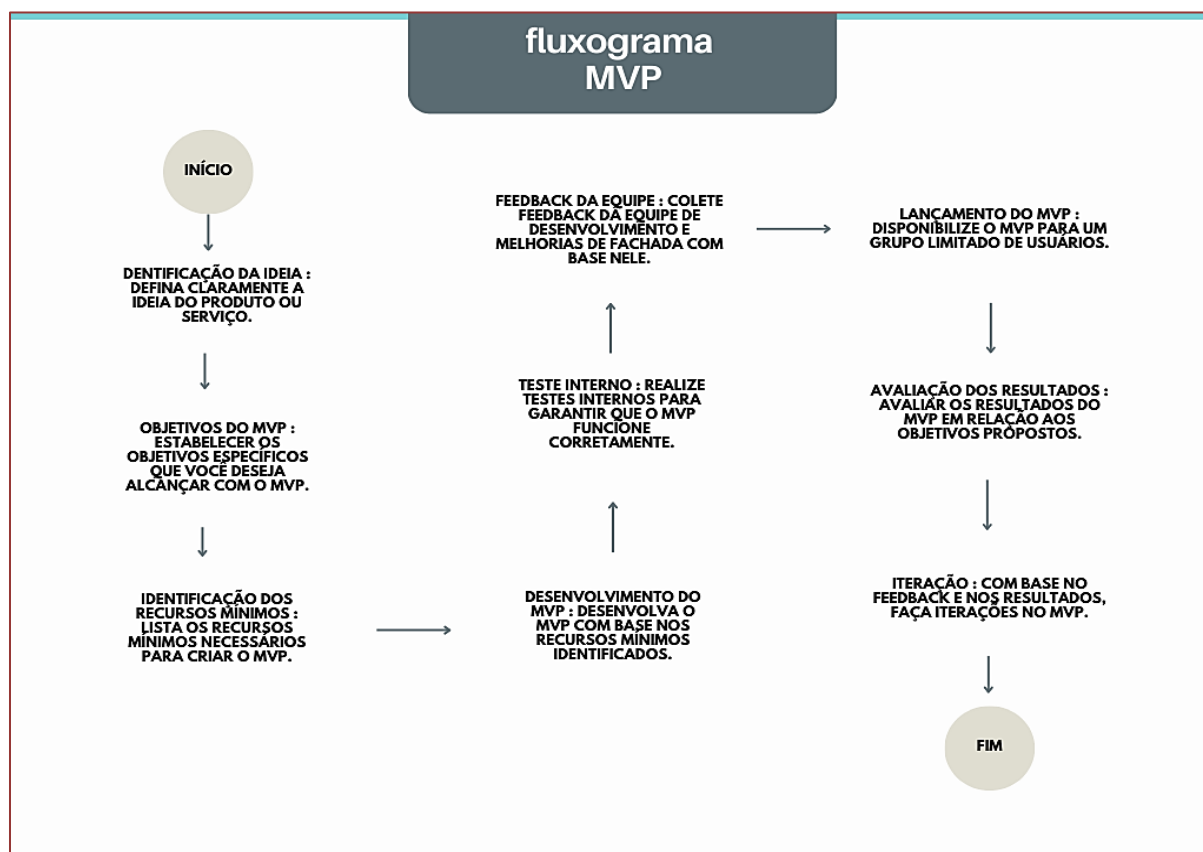 fluxograma
MVP
INÍCIO
DENTIFICAÇÃO DA IDEIA :
DEFINA CLARAMENTE A
IDEIA DO PRODUTO OU
SERVIÇO.
OBJETIVOS DO MVP :
ESTABELECER OS
OBJETIVOS ESPECÍFICOS
QUE VOCÊ DESEJA
ALCANÇAR COM O MVP.
IDENTIFICAÇÃO DOS
RECURSOS MÍNIMOS :
LISTA OS RECURSOS
MÍNIMOS NECESSÁRIOS
PARA CRIAR O MVP.
DESENVOLVIMENTO DO
MVP : DESENVOLVA O
MVP COM BASE NOS
RECURSOS MÍNIMOS
IDENTIFICADOS.
TESTE INTERNO : REALIZE
TESTES INTERNOS PARA
GARANTIR QUE O MVP
FUNCIONE
CORRETAMENTE.
FEEDBACK DA EQUIPE : COLETE
FEEDBACK DA EQUIPE DE
DESENVOLVIMENTO E
MELHORIAS DE FACHADA COM
BASE NELE.
LANÇAMENTO DO MVP :
DISPONIBILIZE O MVP PARA UM
GRUPO LIMITADO DE USUÁRIOS.
AVALIAÇÃO DOS RESULTADOS :
AVALIAR OS RESULTADOS DO
MVP EM RELAÇÃO AOS
OBJETIVOS PROPOSTOS.
ITERAÇÃO : COM BASE NO
FEEDBACK E NOS RESULTADOS,
FAÇA ITERAÇÕES NO MVP.
FIM